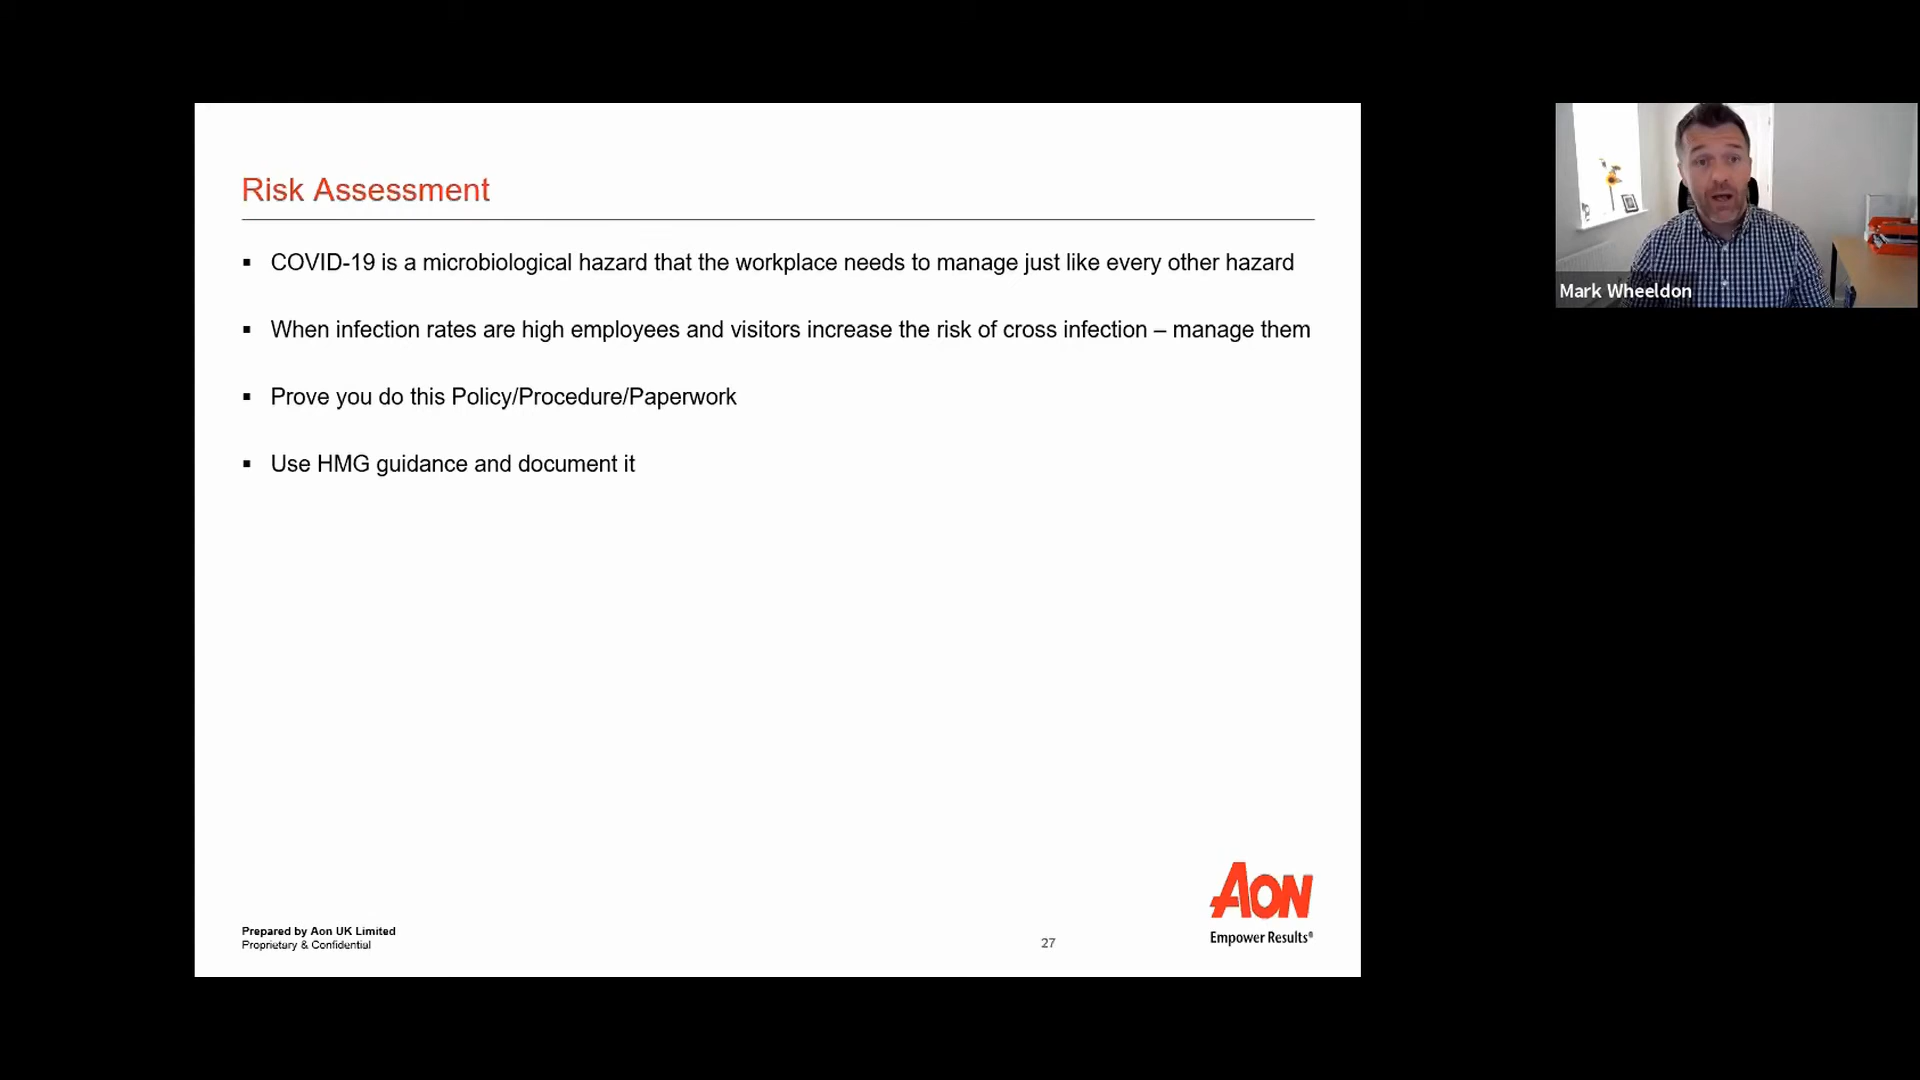 Risk Assessment
▪ COVID-19 is a microbiological hazard that the workplace needs to manage just like every other hazard
▪ When infection rates are high employees and visitors increase the risk of cross infection – manage them
▪ Prove you do this Policy/Procedure/Paperwork
▪ Use HMG guidance and document it
Prepared by Aon UK Limited
Proprietary & Confidential
27
AON
Empower Results®
Mark Wheeldon